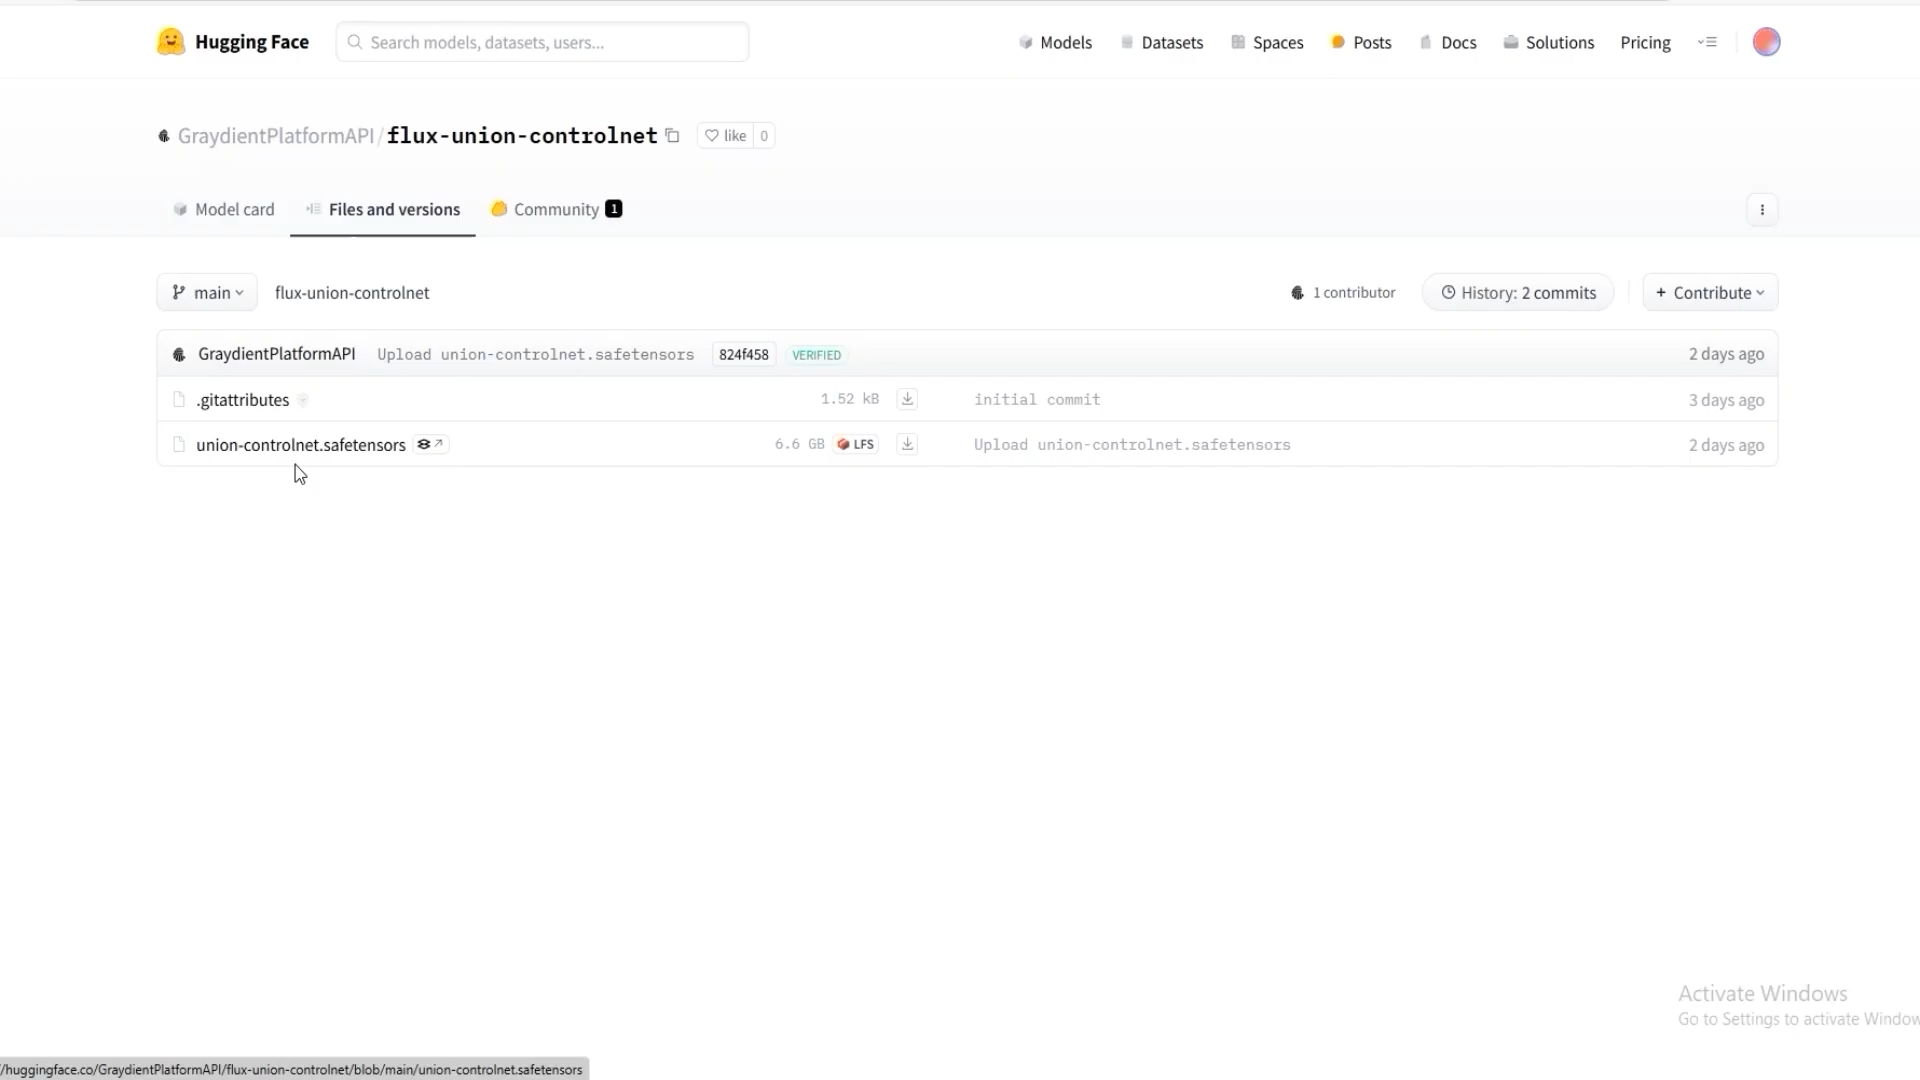 Hugging Face Search models, datasets, users... Models Datasets Spaces Posts Docs Solutions Pricing
GraydientPlatformAPI/flux-union-controlnet like 0
Model card Files and versions Community 1
main flux-union-controlnet 1 contributor History: 2 commits + Contribute
GraydientPlatformAPI Upload union-controlnet.safetensors 824f458 VERIFIED 2 days ago
.gitattributes 1.52 kB initial commit 3 days ago
union-controlnet.safetensors 6.6 GB LFS Upload union-controlnet.safetensors 2 days ago
Activate Windows
Go to Settings to activate Window
/huggingface.co/GraydientPlatformAPI/flux-union-controlnet/blob/main/union-controlnet.safetensors